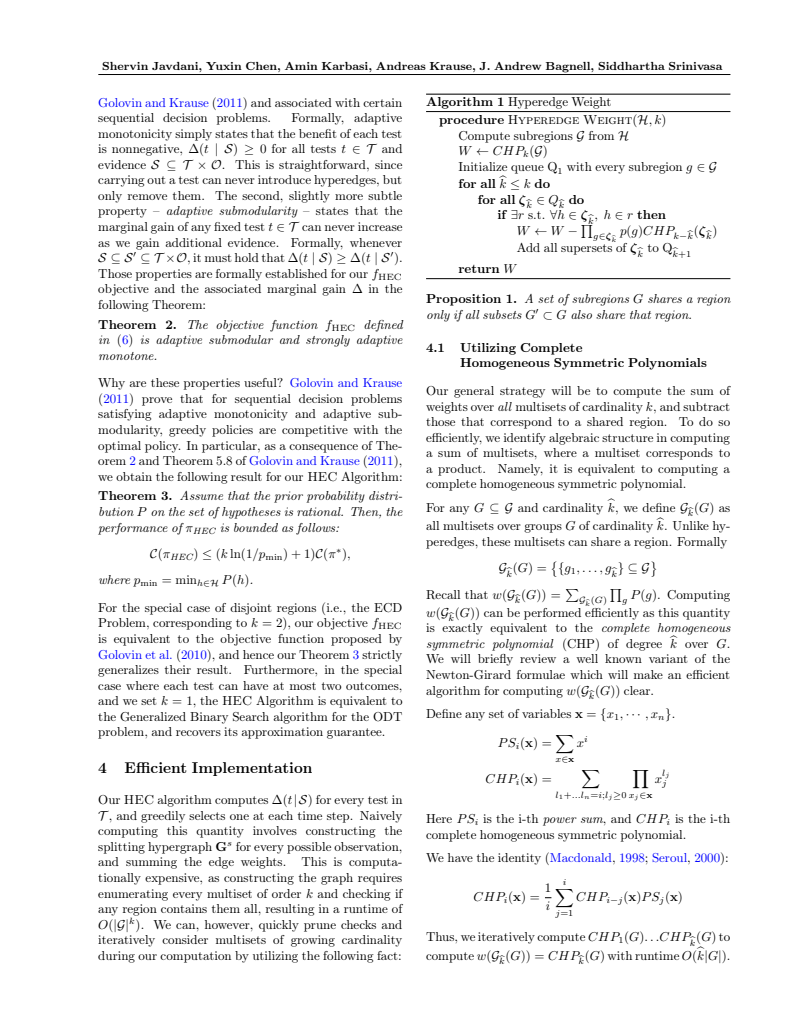 Shervin Javdani, Yuxin Chen, Amin Karbasi, Andreas Krause, J. Andrew Bagnell, Siddhartha Srinivasa
Golovin and Krause (2011) and associated with certain
sequential decision problems. Formally, adaptive
monotonicity simply states that the benefit of each test
is nonnegative, Δ(t | S) ≥ 0 for all tests t ∈ T and
evidence S ⊆ T × O. This is straightforward, since
carrying out a test can never introduce hyperedges, but
only remove them. The second, slightly more subtle
property – adaptive submodularity – states that the
marginal gain of any fixed test t ∈ T can never increase
as we gain additional evidence. Formally, whenever
S ⊆ S′ ⊆ T ×O, it must hold that Δ(t | S) ≥ Δ(t | S′).
Those properties are formally established for our f_HEC
objective and the associated marginal gain Δ in the
following Theorem:
Theorem 2. The objective function f_HEC defined
in (6) is adaptive submodular and strongly adaptive
monotone.
Why are these properties useful? Golovin and Krause
(2011) prove that for sequential decision problems
satisfying adaptive monotonicity and adaptive sub-
modularity, greedy policies are competitive with the
optimal policy. In particular, as a consequence of The-
orem 2 and Theorem 5.8 of Golovin and Krause (2011),
we obtain the following result for our HEC Algorithm:
Theorem 3. Assume that the prior probability distri-
bution P on the set of hypotheses is rational. Then, the
performance of π_HEC is bounded as follows:
C(π_HEC) ≤ (k ln(1/p_min) + 1)C(π*),
where p_min = min_{h∈H} P(h).
For the special case of disjoint regions (i.e., the ECD
Problem, corresponding to k = 2), our objective f_HEC
is equivalent to the objective function proposed by
Golovin et al. (2010), and hence our Theorem 3 strictly
generalizes their result. Furthermore, in the special
case where each test can have at most two outcomes,
and we set k = 1, the HEC Algorithm is equivalent to
the Generalized Binary Search algorithm for the ODT
problem, and recovers its approximation guarantee.
4 Efficient Implementation
Our HEC algorithm computes Δ(t|S) for every test in
T, and greedily selects one at each time step. Naively
computing this quantity involves constructing the
splitting hypergraph G^s for every possible observation,
and summing the edge weights. This is computa-
tionally expensive, as constructing the graph requires
enumerating every multiset of order k and checking if
any region contains them all, resulting in a runtime of
O(|G|^k). We can, however, quickly prune checks and
iteratively consider multisets of growing cardinality
during our computation by utilizing the following fact:
Algorithm 1 Hyperedge Weight
procedure Hyperedge Weight(H, k)
Compute subregions G from H
W ← CHP_k(G)
Initialize queue Q_1 with every subregion g ∈ G
for all k̂ ≤ k do
for all ζ_k̂ ∈ Q_k̂ do
if ∃r s.t. ∀h ∈ ζ_k̂, h ∈ r then
W ← W − ∏_{g∈ζ_k̂} p(g)CHP_{k−k̂}(ζ_k̂)
Add all supersets of ζ_k̂ to Q_{k̂+1}
return W
Proposition 1. A set of subregions G shares a region
only if all subsets G′ ⊂ G also share that region.
4.1 Utilizing Complete
Homogeneous Symmetric Polynomials
Our general strategy will be to compute the sum of
weights over all multisets of cardinality k, and subtract
those that correspond to a shared region. To do so
efficiently, we identify algebraic structure in computing
a sum of multisets, where a multiset corresponds to
a product. Namely, it is equivalent to computing a
complete homogeneous symmetric polynomial.
For any G ⊆ G and cardinality k̂, we define G_k̂(G) as
all multisets over groups G of cardinality k̂. Unlike hy-
peredges, these multisets can share a region. Formally
G_k̂(G) = {{g_1, . . . , g_k̂} ⊆ G}
Recall that w(G_k̂(G)) = ∑_{G_k̂(G)} ∏_g P(g). Computing
w(G_k̂(G)) can be performed efficiently as this quantity
is exactly equivalent to the complete homogeneous
symmetric polynomial (CHP) of degree k̂ over G.
We will briefly review a well known variant of the
Newton-Girard formulae which will make an efficient
algorithm for computing w(G_k̂(G)) clear.
Define any set of variables x = {x_1, · · · , x_n}.
PS_i(x) = ∑_{x∈x} x^i
CHP_i(x) = ∑_{l_1+...l_n=i;l_j≥0} ∏_{x_j∈x} x_j^{l_j}
Here PS_i is the i-th power sum, and CHP_i is the i-th
complete homogeneous symmetric polynomial.
We have the identity (Macdonald, 1998; Seroul, 2000):
CHP_i(x) = 1/i ∑_{j=1}^{i} CHP_{i−j}(x)PS_j(x)
Thus, we iteratively compute CHP_1(G). . .CHP_k̂(G) to
compute w(G_k̂(G)) = CHP_k̂(G) with runtime O(k̂|G|).